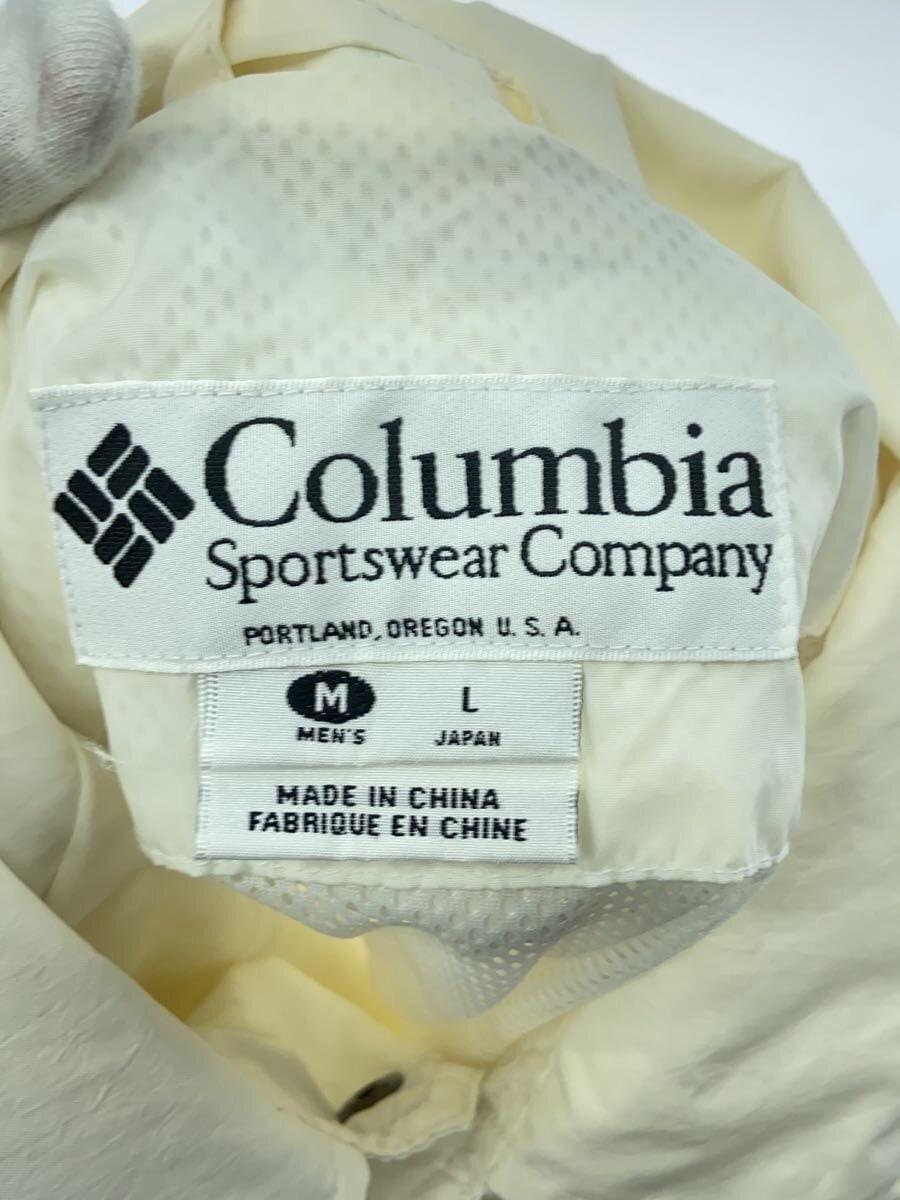 Columbia
Sportswear Company
PORTLAND, OREGON U. S. A.
M L
MEN'S JAPAN
MADE IN CHINA
FABRIQUE EN CHINE